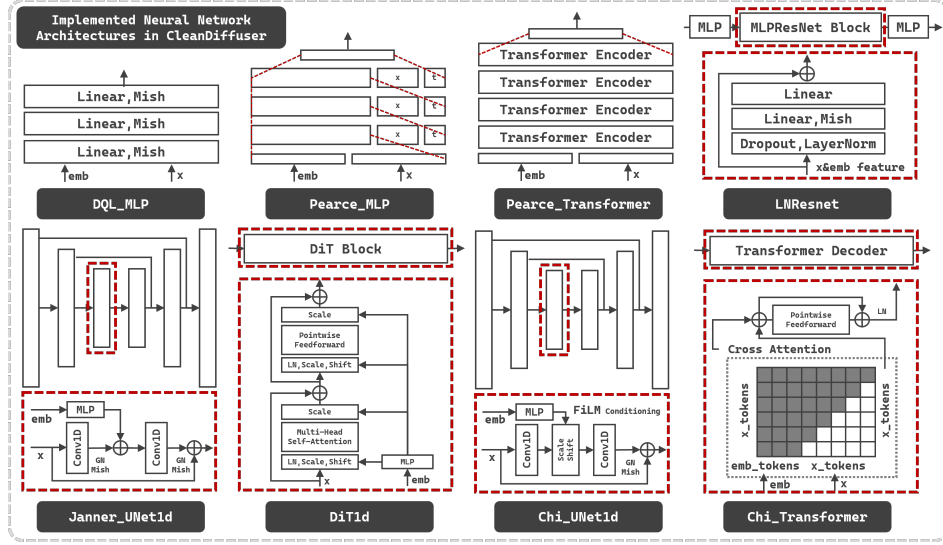 Implemented Neural Network
Architectures in CleanDiffuser
Linear,Mish
Linear,Mish
Linear,Mish
emb
x
DQL_MLP
x
t
x
t
x
t
emb
x
Pearce_MLP
Transformer Encoder
Transformer Encoder
Transformer Encoder
Transformer Encoder
emb
x
Pearce_Transformer
MLP
MLPResNet Block
MLP
Linear
Linear,Mish
Dropout,LayerNorm
x&emb feature
LNResnet
MLP
emb
Conv1D
GN
Mish
Conv1D
GN
Mish
x
Janner_UNet1d
DiT Block
Scale
Pointwise
Feedforward
LN,Scale,Shift
Scale
Multi-Head
Self-Attention
LN,Scale,Shift
MLP
x
emb
DiT1d
MLP
FiLM Conditioning
emb
Conv1D
Scale
Shift
Conv1D
GN
Mish
x
Chi_UNet1d
Transformer Decoder
Pointwise
Feedforward
LN
Cross Attention
x_tokens
x_tokens
emb_tokens
x_tokens
emb
x
Chi_Transformer